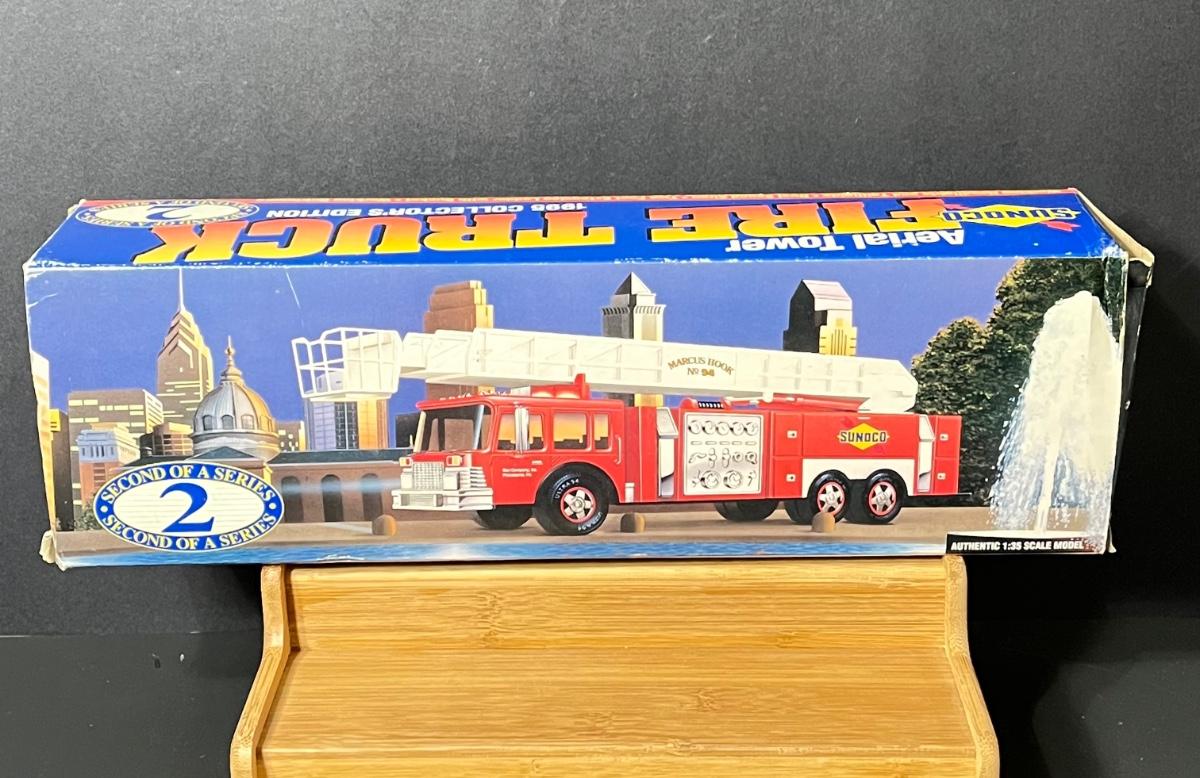 SUNOCO
Aerial Tower
FIRE TRUCK
1995 COLLECTOR'S EDITION
2
MARCUS HOOK
No 94
SUNOCO
SECOND OF A SERIES
2
SECOND OF A SERIES
AUTHENTIC 1:35 SCALE MODEL